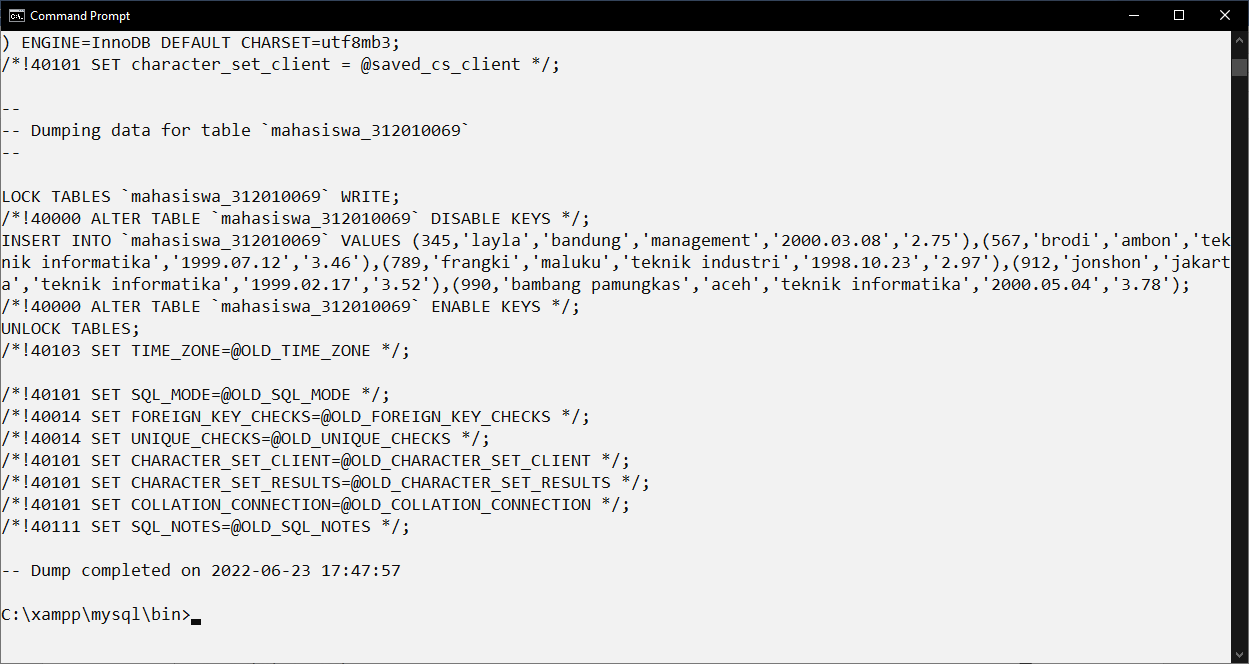 Command Prompt
) ENGINE=InnoDB DEFAULT CHARSET=utf8mb3;
/*!40101 SET character_set_client = @saved_cs_client */;
--
-- Dumping data for table `mahasiswa_312010069`
--
LOCK TABLES `mahasiswa_312010069` WRITE;
/*!40000 ALTER TABLE `mahasiswa_312010069` DISABLE KEYS */;
INSERT INTO `mahasiswa_312010069` VALUES (345,'layla','bandung','management','2000.03.08','2.75'),(567,'brodi','ambon','tek
nik informatika','1999.07.12','3.46'),(789,'frangki','maluku','teknik industri','1998.10.23','2.97'),(912,'jonshon','jakart
a','teknik informatika','1999.02.17','3.52'),(990,'bambang pamungkas','aceh','teknik informatika','2000.05.04','3.78');
/*!40000 ALTER TABLE `mahasiswa_312010069` ENABLE KEYS */;
UNLOCK TABLES;
/*!40103 SET TIME_ZONE=@OLD_TIME_ZONE */;
/*!40101 SET SQL_MODE=@OLD_SQL_MODE */;
/*!40014 SET FOREIGN_KEY_CHECKS=@OLD_FOREIGN_KEY_CHECKS */;
/*!40014 SET UNIQUE_CHECKS=@OLD_UNIQUE_CHECKS */;
/*!40101 SET CHARACTER_SET_CLIENT=@OLD_CHARACTER_SET_CLIENT */;
/*!40101 SET CHARACTER_SET_RESULTS=@OLD_CHARACTER_SET_RESULTS */;
/*!40101 SET COLLATION_CONNECTION=@OLD_COLLATION_CONNECTION */;
/*!40111 SET SQL_NOTES=@OLD_SQL_NOTES */;
-- Dump completed on 2022-06-23 17:47:57
C:\xampp\mysql\bin>